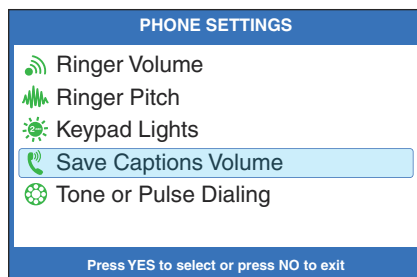 PHONE SETTINGS
Ringer Volume
Ringer Pitch
Keypad Lights
Save Captions Volume
Tone or Pulse Dialing
Press YES to select or press NO to exit